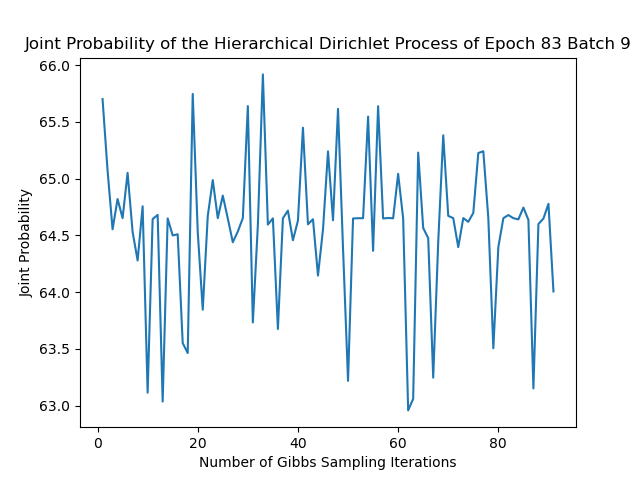 Joint Probability of the Hierarchical Dirichlet Process of Epoch 83 Batch 9
66.0
65.5
65.0
64.5
64.0
63.5
63.0
Joint Probability
0 20 40 60 80
Number of Gibbs Sampling Iterations